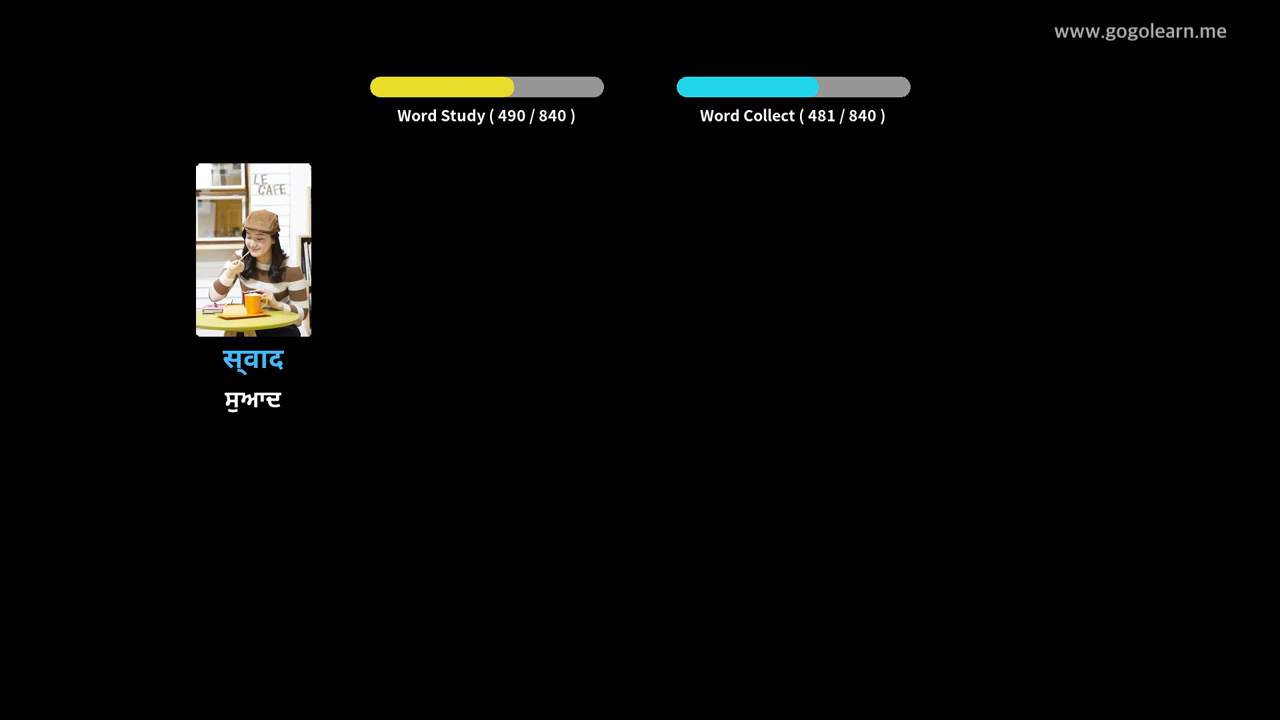 www.gogolearn.me
Word Study ( 490 / 840 )
Word Collect ( 481 / 840 )
LE
CAFE
स्वाद
ਸੁਆਦ